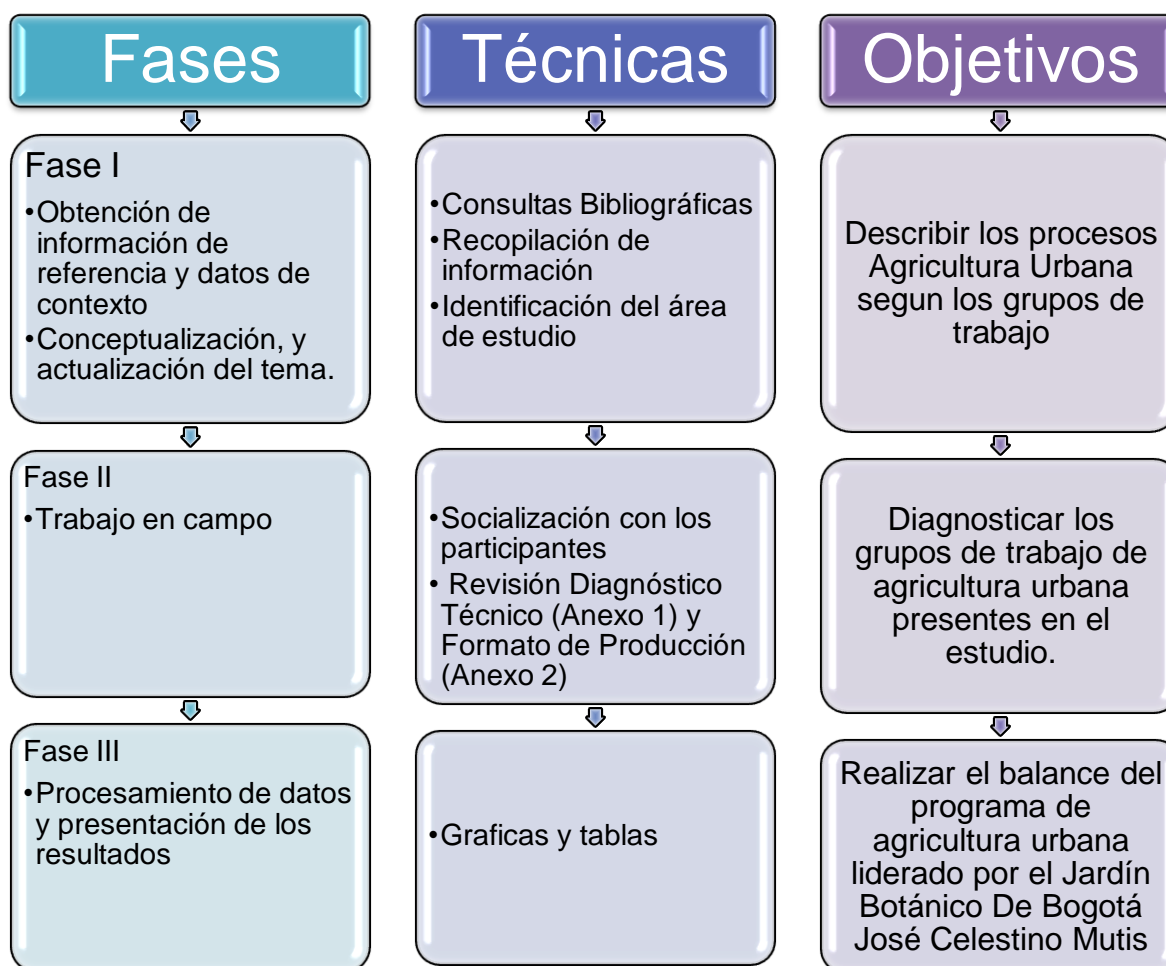 Fases
Técnicas
Objetivos
Fase I
•Obtención de
información de
referencia y datos de
contexto
•Conceptualización, y
actualización del tema.
•Consultas Bibliográficas
•Recopilación de
información
•Identificación del área
de estudio
Describir los procesos
Agricultura Urbana
segun los grupos de
trabajo
Fase II
•Trabajo en campo
•Socialización con los
participantes
• Revisión Diagnóstico
Técnico (Anexo 1) y
Formato de Producción
(Anexo 2)
Diagnosticar los
grupos de trabajo de
agricultura urbana
presentes en el
estudio.
Fase III
•Procesamiento de datos
y presentación de los
resultados
•Graficas y tablas
Realizar el balance del
programa de
agricultura urbana
liderado por el Jardín
Botánico De Bogotá
José Celestino Mutis